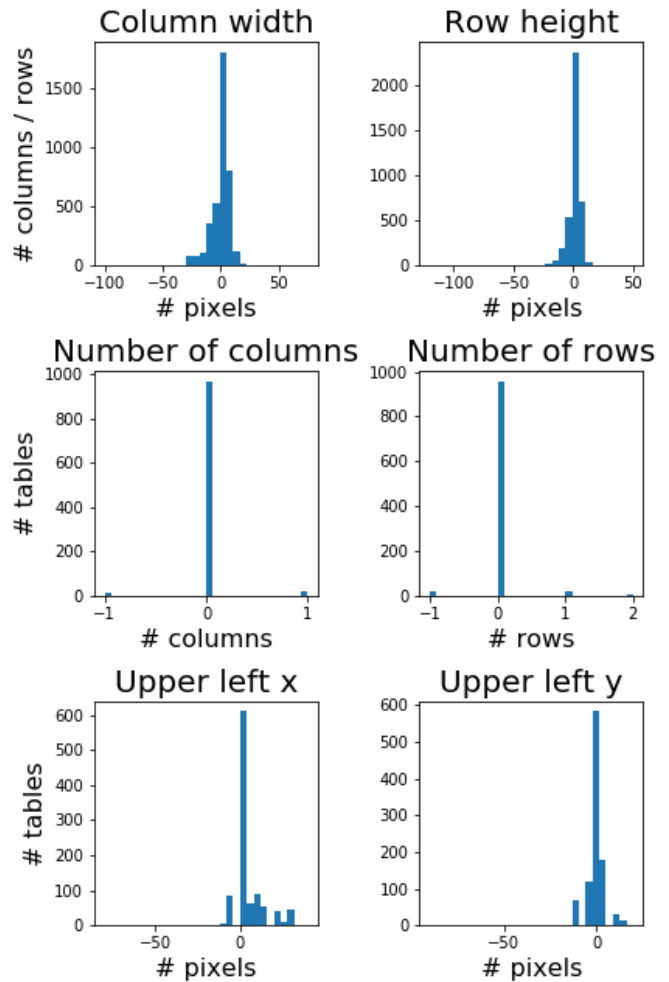 Column width
Row height
# columns / rows
1500
1000
500
0
2000
1500
1000
500
0
−100 −50 0 50
−100 −50 0 50
# pixels
# pixels
Number of columns
Number of rows
# tables
1000
800
600
400
200
0
1000
800
600
400
200
0
−1 0 1
−1 0 1 2
# columns
# rows
Upper left x
Upper left y
# tables
600
500
400
300
200
100
0
600
500
400
300
200
100
0
−50 0
−50 0
# pixels
# pixels